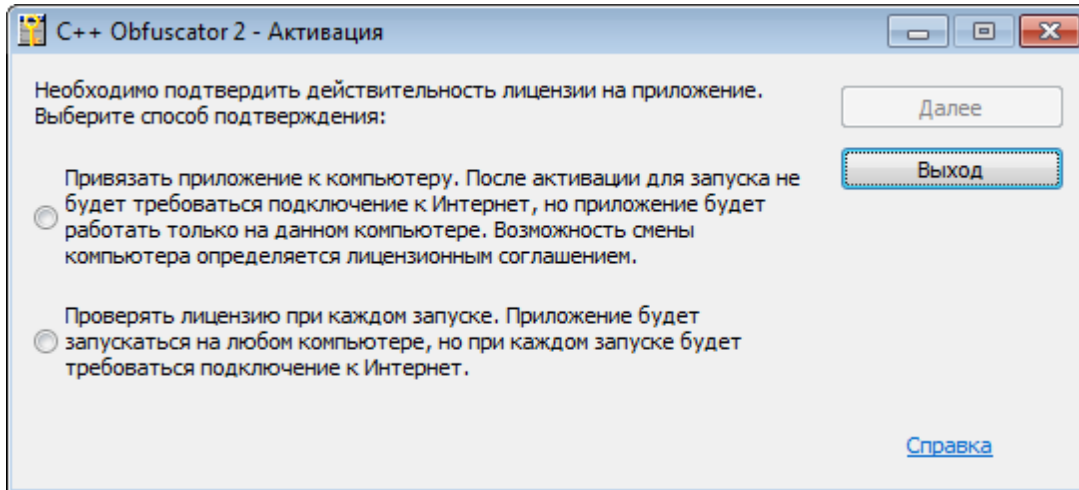 C++ Obfuscator 2 - Активация
Необходимо подтвердить действительность лицензии на приложение.
Выберите способ подтверждения:
Далее
Выход
Привязать приложение к компьютеру. После активации для запуска не
будет требоваться подключение к Интернет, но приложение будет
работать только на данном компьютере. Возможность смены
компьютера определяется лицензионным соглашением.
Проверять лицензию при каждом запуске. Приложение будет
запускаться на любом компьютере, но при каждом запуске будет
требоваться подключение к Интернет.
Справка